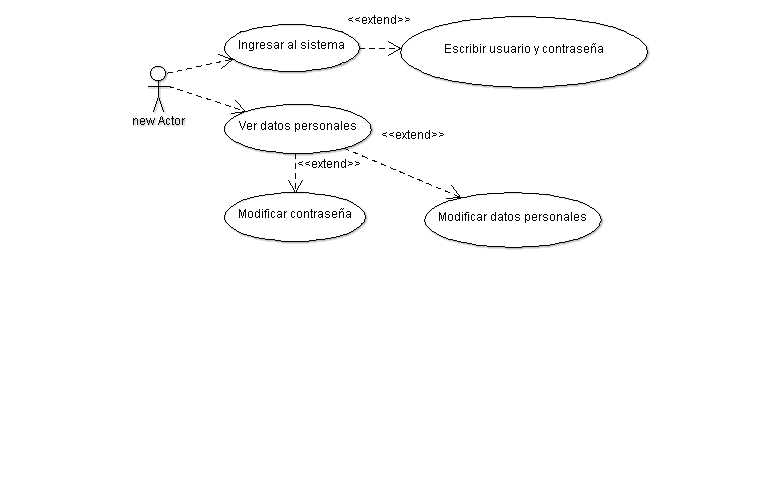 <<extend>>
Ingresar al sistema
Escribir usuario y contraseña
new Actor
Ver datos personales
<<extend>>
<<extend>>
Modificar contraseña
Modificar datos personales